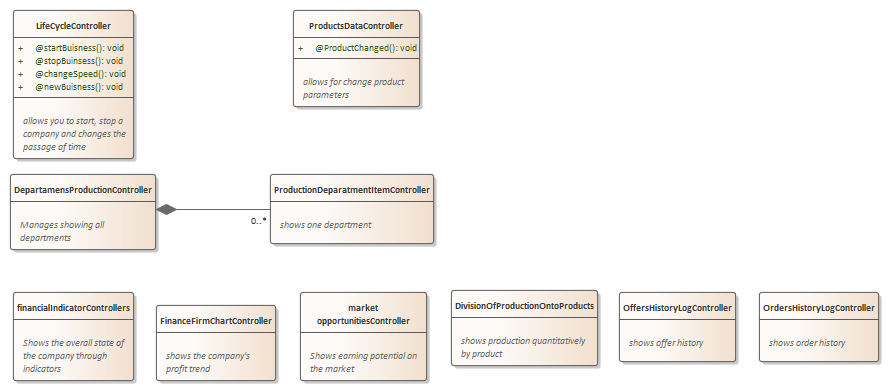 LifeCycleController
+ @startBuisness(): void
+ @stopBuinsess(): void
+ @changeSpeed(): void
+ @newBuisness(): void
allows you to start, stop a
company and changes the
passage of time
ProductsDataController
+ @ProductChanged(): void
allows for change product
parameters
DepartamensProductionController
Manages showing all
departments
0..*
ProductionDeparatmentItemController
shows one department
financialIndicatorControllers
Shows the overall state of
the company through
indicators
FinanceFirmChartController
shows the company's
profit trend
market
opportunitiesController
Shows earning potential on
the market
DivisionOfProductionOntoProducts
shows production quantitatively
by product
OffersHistoryLogController
shows offer history
OrdersHistoryLogController
shows order history